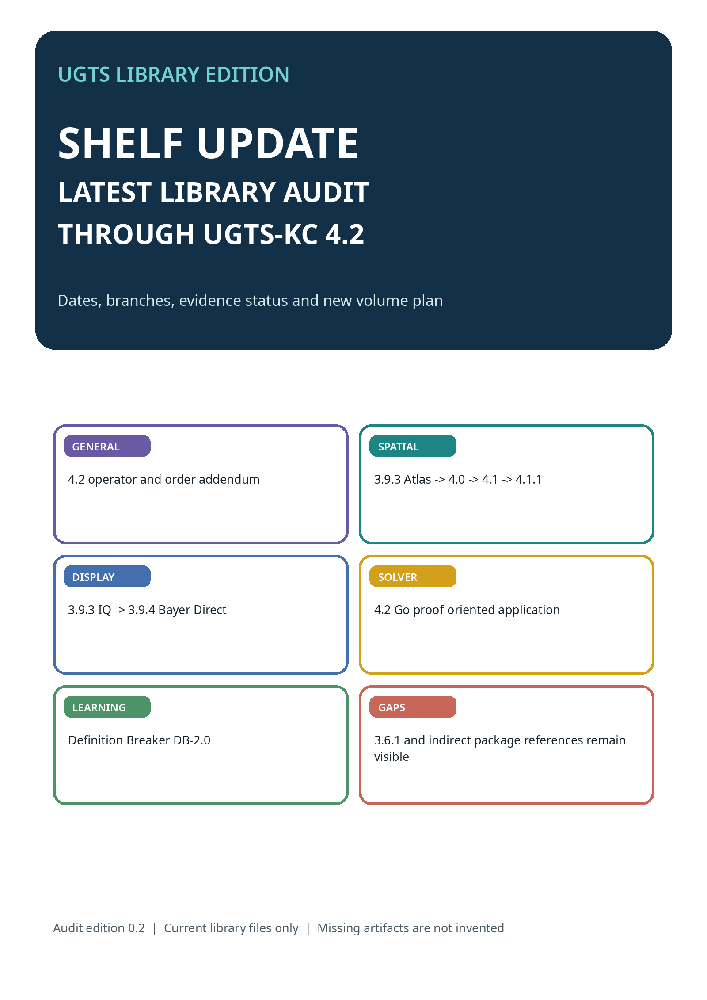 UGTS LIBRARY EDITION
SHELF UPDATE
LATEST LIBRARY AUDIT
THROUGH UGTS-KC 4.2
Dates, branches, evidence status and new volume plan
GENERAL
4.2 operator and order addendum
SPATIAL
3.9.3 Atlas -> 4.0 -> 4.1 -> 4.1.1
DISPLAY
3.9.3 IQ -> 3.9.4 Bayer Direct
SOLVER
4.2 Go proof-oriented application
LEARNING
Definition Breaker DB-2.0
GAPS
3.6.1 and indirect package references remain
visible
Audit edition 0.2 | Current library files only | Missing artifacts are not invented